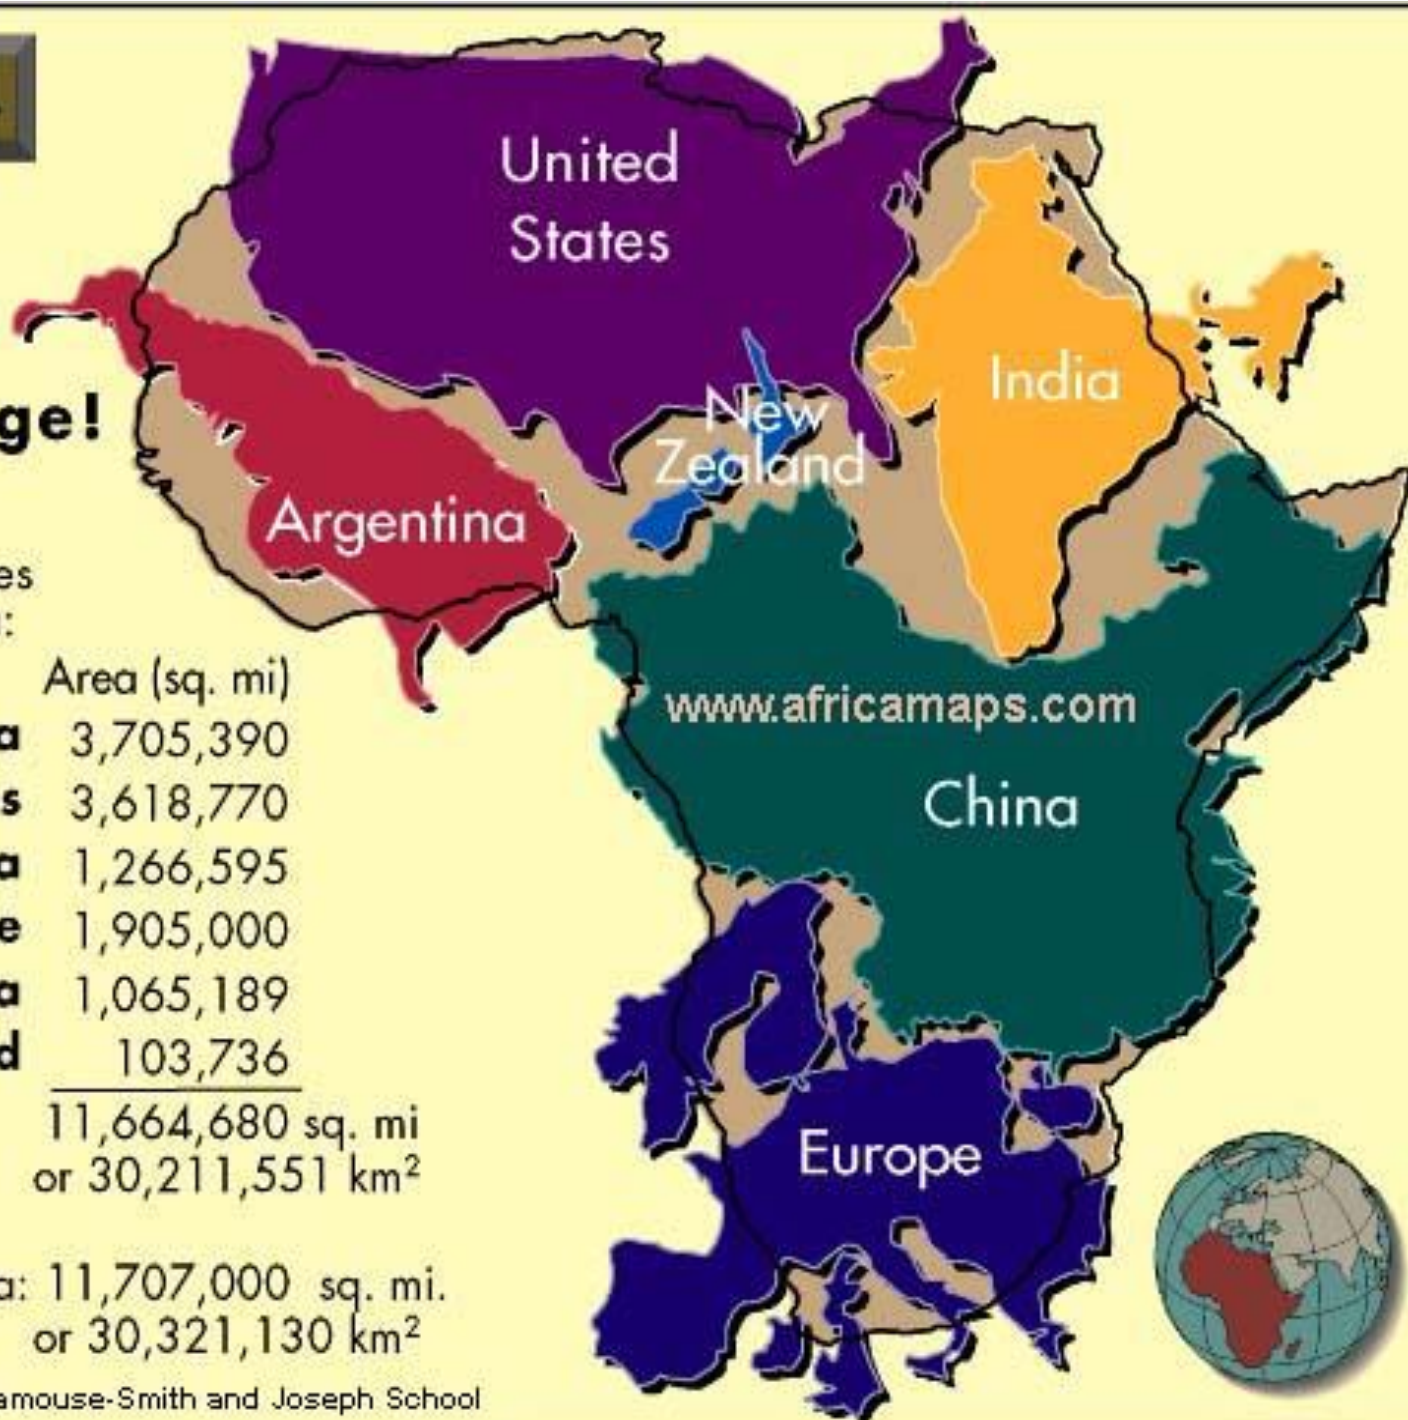 United
States
India
New
Zealand
ge!
Argentina
es
:
Area (sq. mi)
a 3,705,390
s 3,618,770
a 1,266,595
e 1,905,000
a 1,065,189
d 103,736
11,664,680 sq. mi
or 30,211,551 km²
www.africamaps.com
China
Europe
a: 11,707,000 sq. mi.
or 30,321,130 km²
amouse-Smith and Joseph School